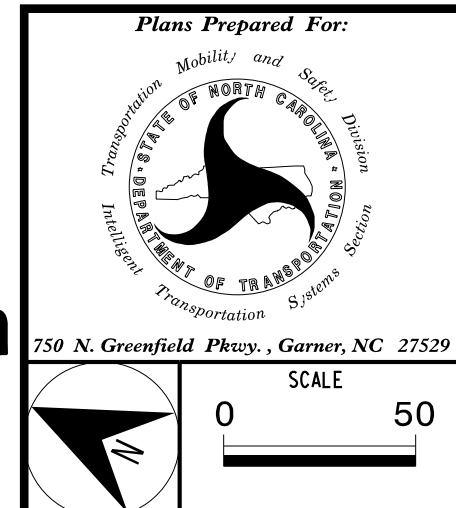 Plans Prepared For:
Transportation Mobility and Safety Division
STATE OF NORTH CAROLINA
DEPARTMENT OF TRANSPORTATION
Intelligent Transportation Systems Section
750 N. Greenfield Pkwy. , Garner, NC 27529
SCALE
0 50
N